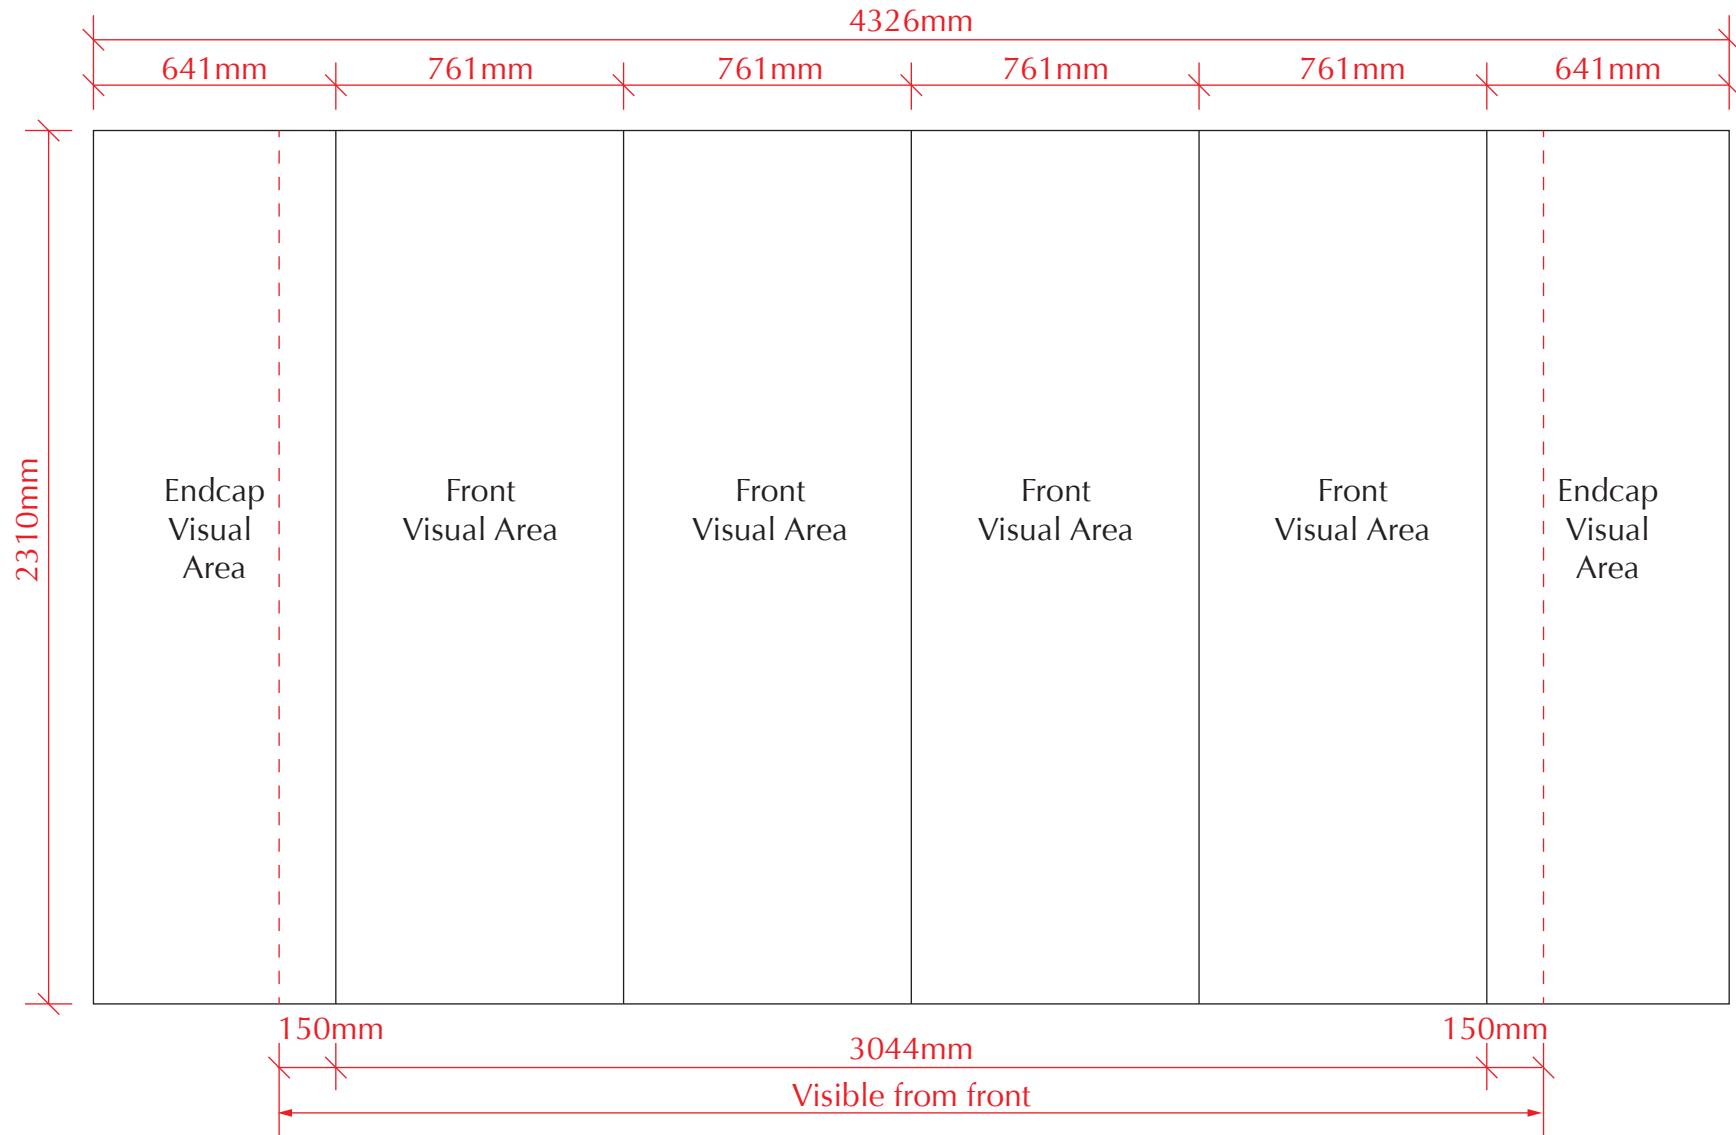 4326mm
641mm 761mm 761mm 761mm 761mm 641mm
2310mm
Endcap
Visual
Area
Front
Visual Area
Front
Visual Area
Front
Visual Area
Front
Visual Area
Endcap
Visual
Area
150mm
3044mm
150mm
Visible from front